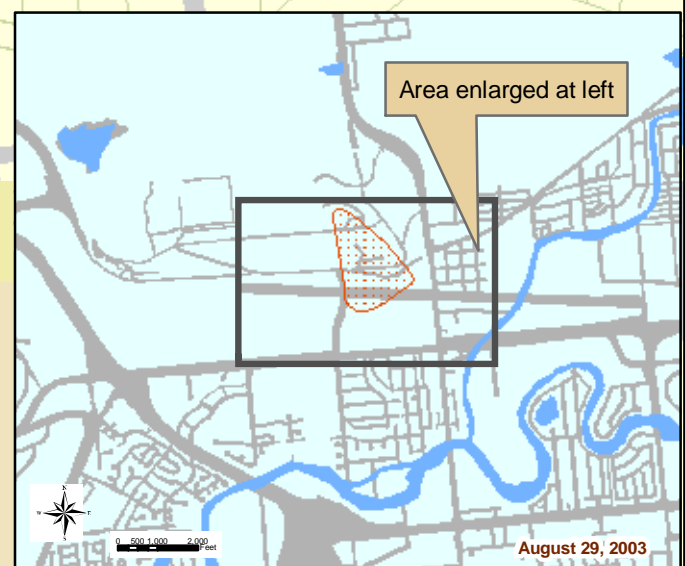 Area enlarged at left
N
W E
S
0 500 1,000 2,000
Feet
August 29, 2003